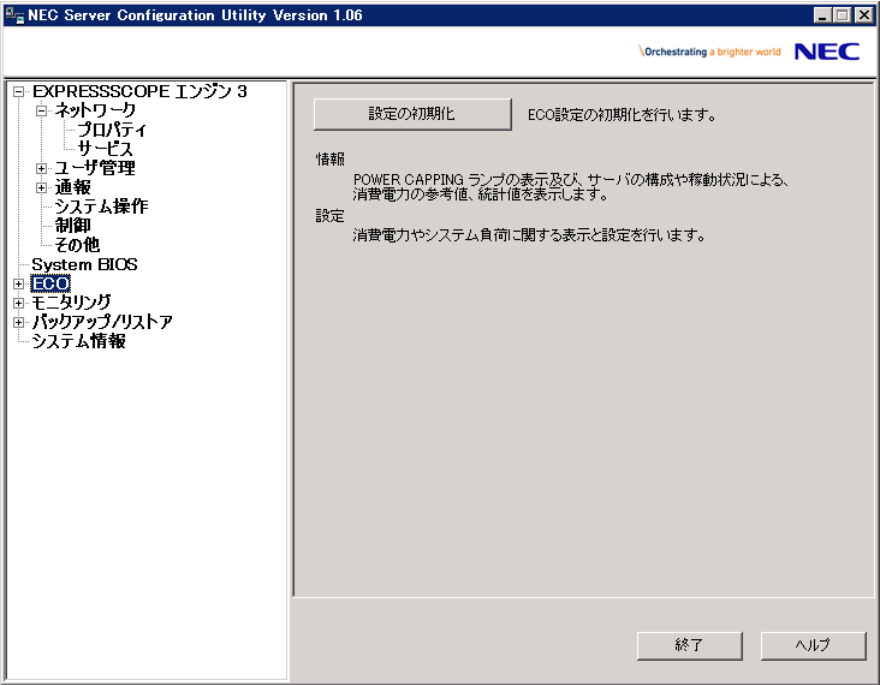 NEC Server Configuration Utility Version 1.06
\Orchestrating a brighter world NEC
EXPRESSSCOPE エンジン 3
ネットワーク
プロパティ
サービス
ユーザ管理
通報
システム操作
制御
その他
System BIOS
ECO
モニタリング
バックアップ/リストア
システム情報
設定の初期化 ECO設定の初期化を行います。
情報
POWER CAPPING ランプの表示及び、サーバの構成や稼動状況による、
消費電力の参考値、統計値を表示します。
設定
消費電力やシステム負荷に関する表示と設定を行います。
終了 ヘルプ